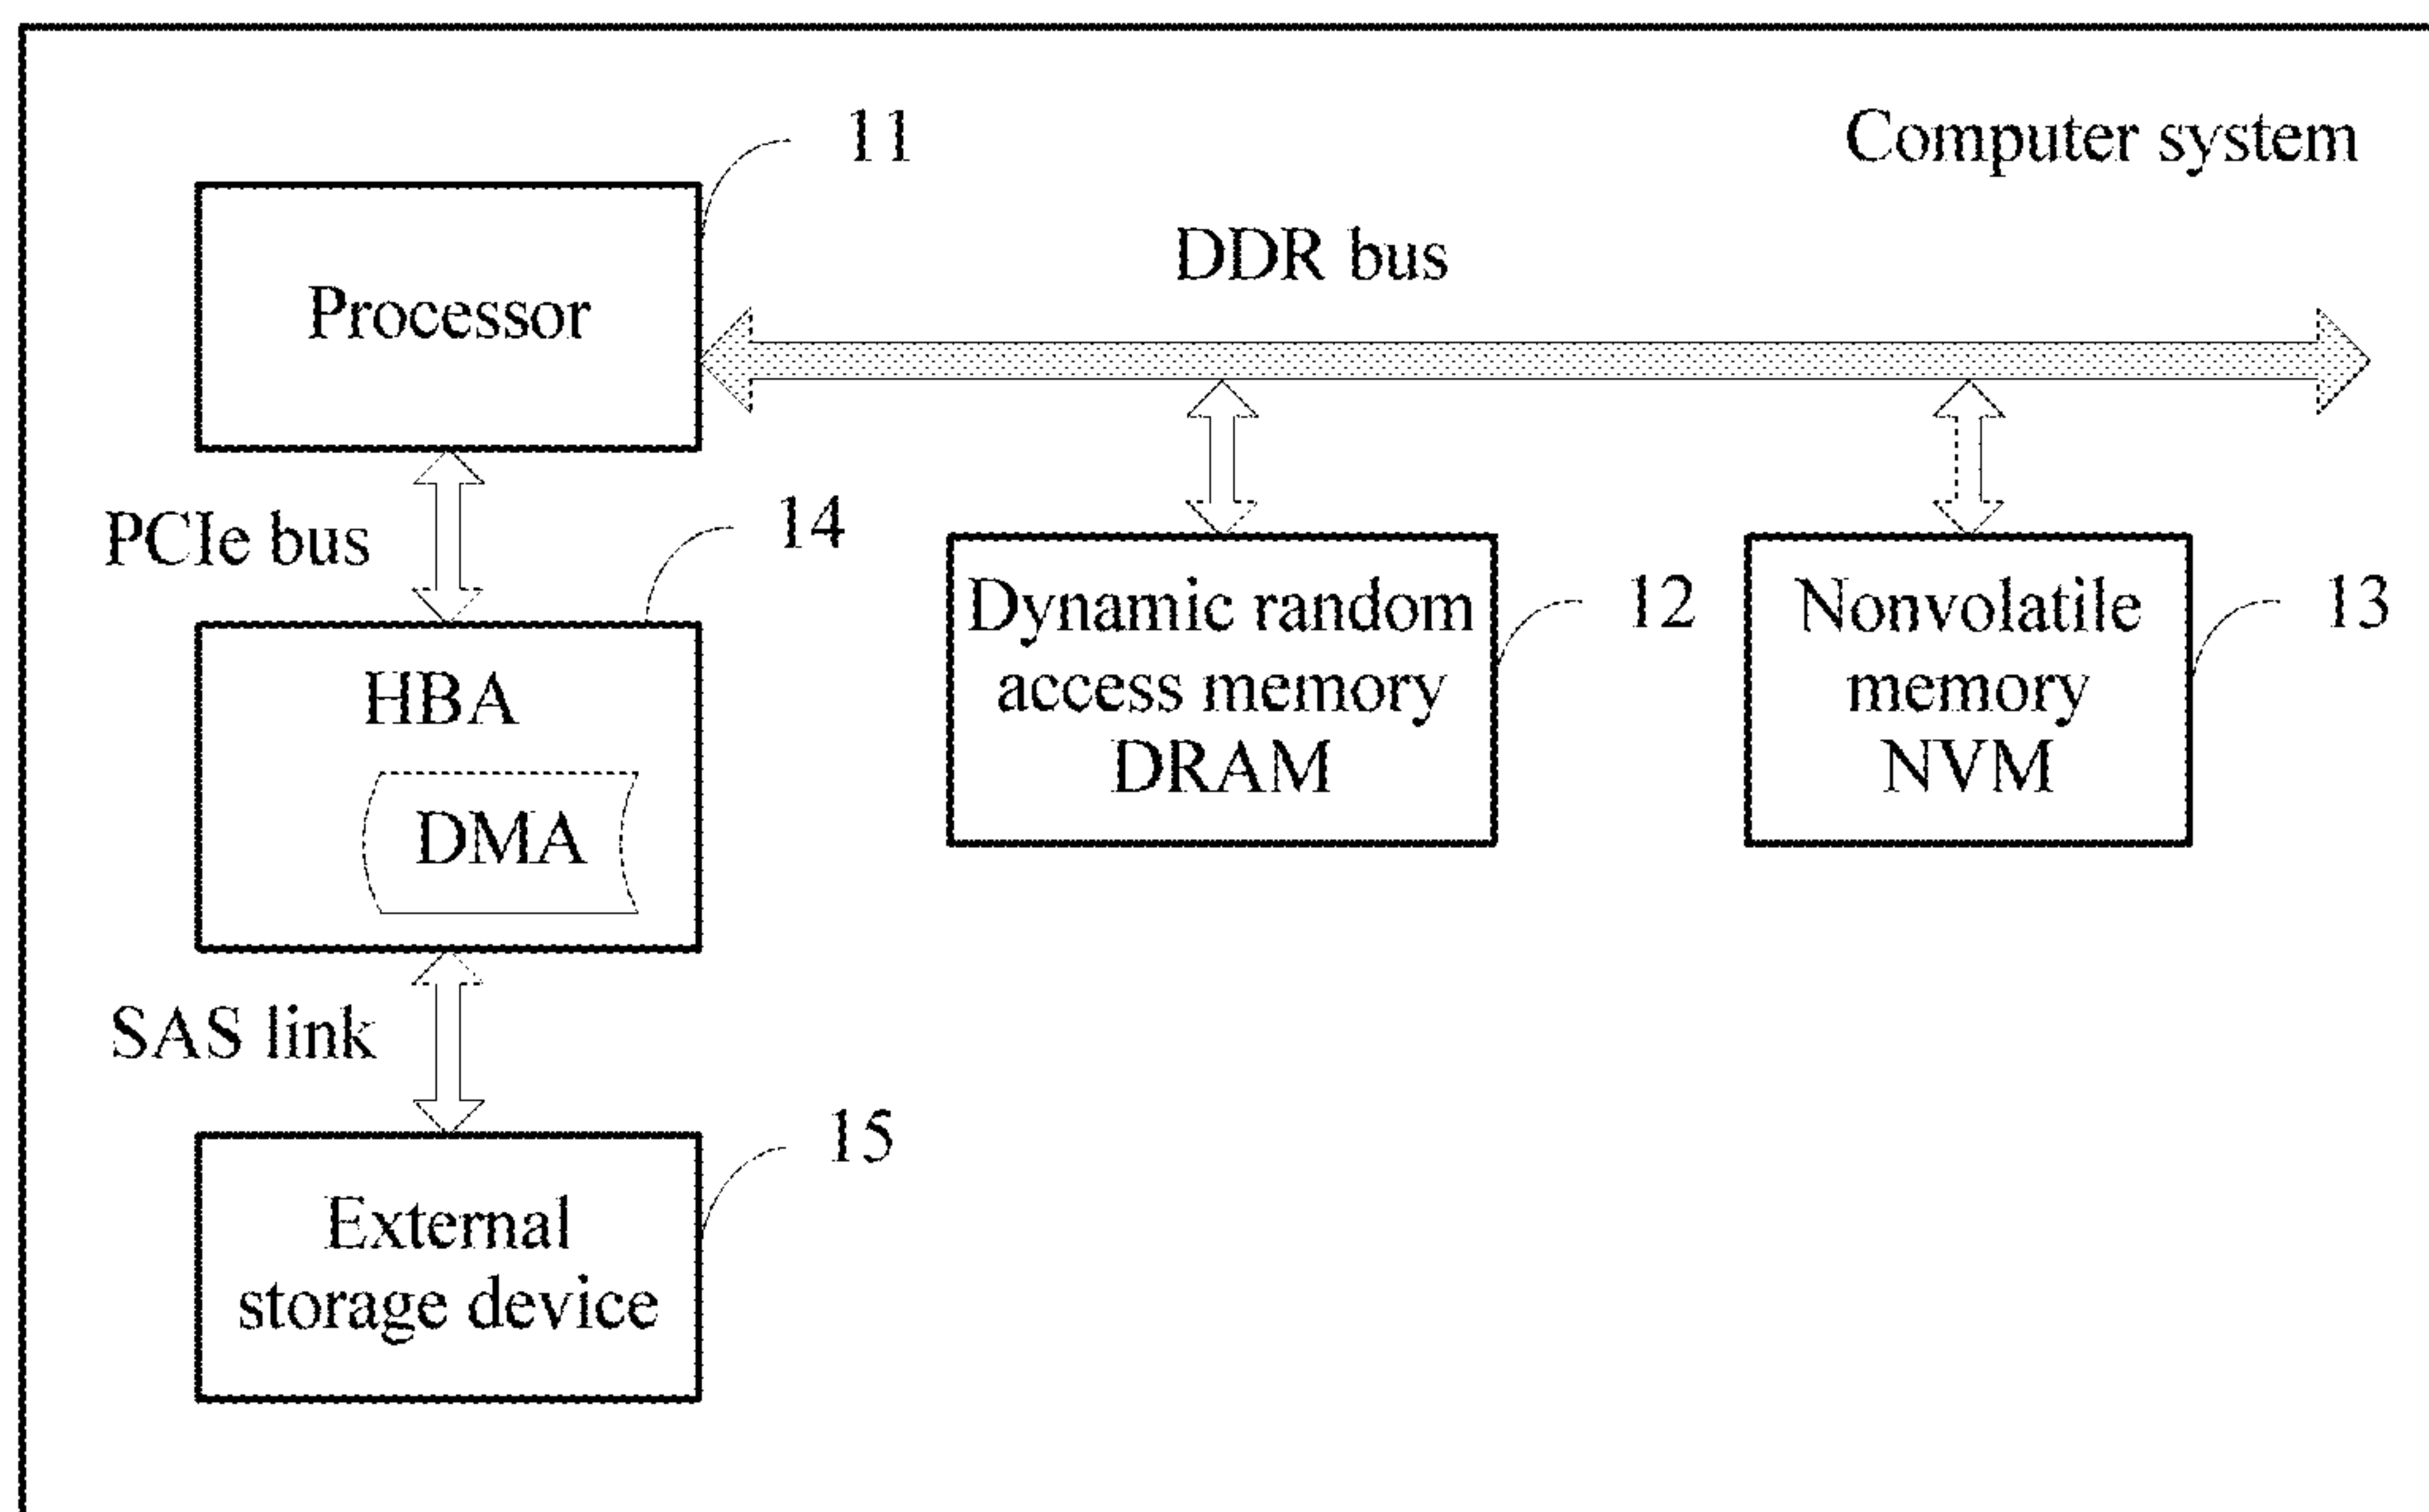 11
Computer system
DDR bus
Processor
PCIe bus
14
Dynamic random
access memory
DRAM
12
Nonvolatile
memory
NVM
13
HBA
DMA
SAS link
15
External
storage device